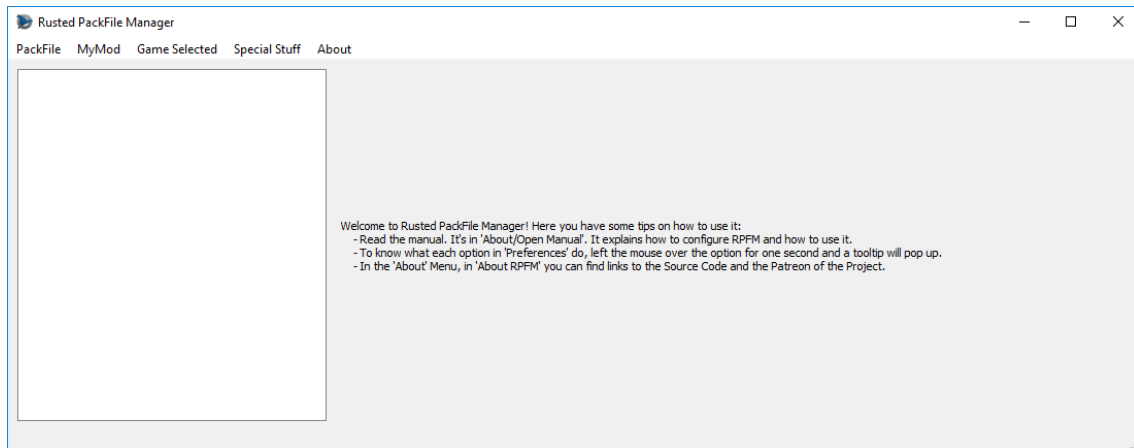 Rusted PackFile Manager
PackFile MyMod Game Selected Special Stuff About
Welcome to Rusted PackFile Manager! Here you have some tips on how to use it:
- Read the manual. It's in 'About/Open Manual'. It explains how to configure RPFM and how to use it.
- To know what each option in 'Preferences' do, left the mouse over the option for one second and a tooltip will pop up.
- In the 'About' Menu, in 'About RPFM' you can find links to the Source Code and the Patreon of the Project.